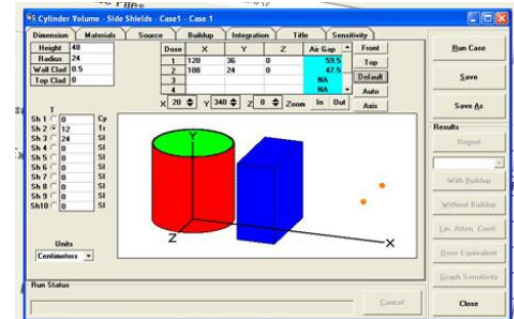 Cylinder Volume - Side Shields - Case1 - Case 1
Dimension Materials Source Buildup Integration Title Sensitivity
Height 48
Radius 24
Wall Clad 0.5
Top Clad 0
Dose X Y Z Air Gap
1 120 36 0 59.5
2 108 24 0 47.5
3 NA
4 NA
Front
Top
Default
Auto
Axis
X 20 Y 340 Z 0 Zoom In Out
T
Sh 1 0 Cy
Sh 2 12 Tr
Sh 3 24 Sl
Sh 4 0 Sl
Sh 5 0 Sl
Sh 6 0 Sl
Sh 7 0 Sl
Sh 8 0 Sl
Sh 9 0 Sl
Sh10 0 Sl
Units
Centimeters
Y
Z
X
Run Status
Cancel
Run Case
Save
Save As
Results
Report
With Buildup
Without Buildup
Lin. Atten. Coeff.
Dose Equivalent
Graph Sensitivity
Close